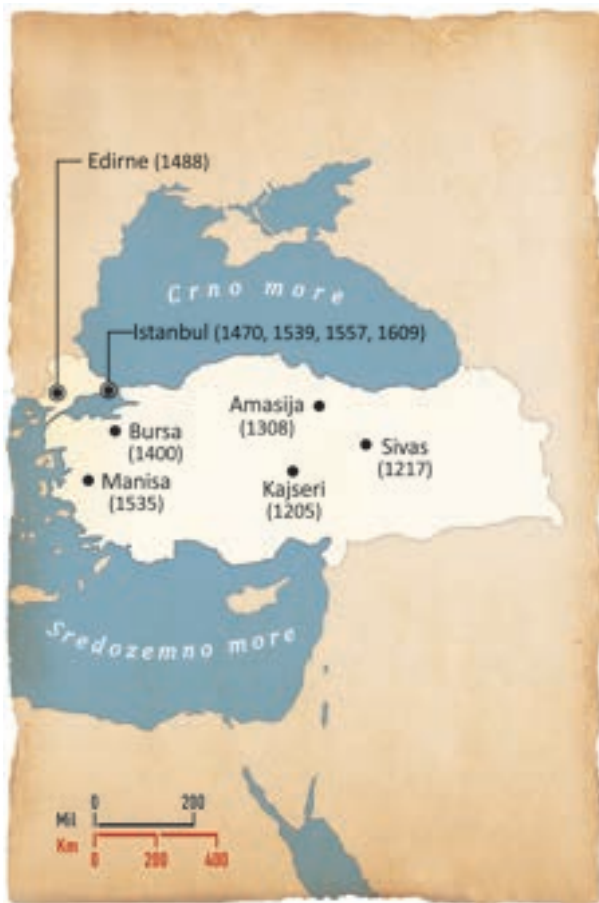 Edirne (1488)
Crno more
Istanbul (1470, 1539, 1557, 1609)
Amasija
(1308)
Bursa
(1400)
Sivas
(1217)
Manisa
(1535)
Kajseri
(1205)
Sredozemno more
0 200
Mil
Km
0 200 400